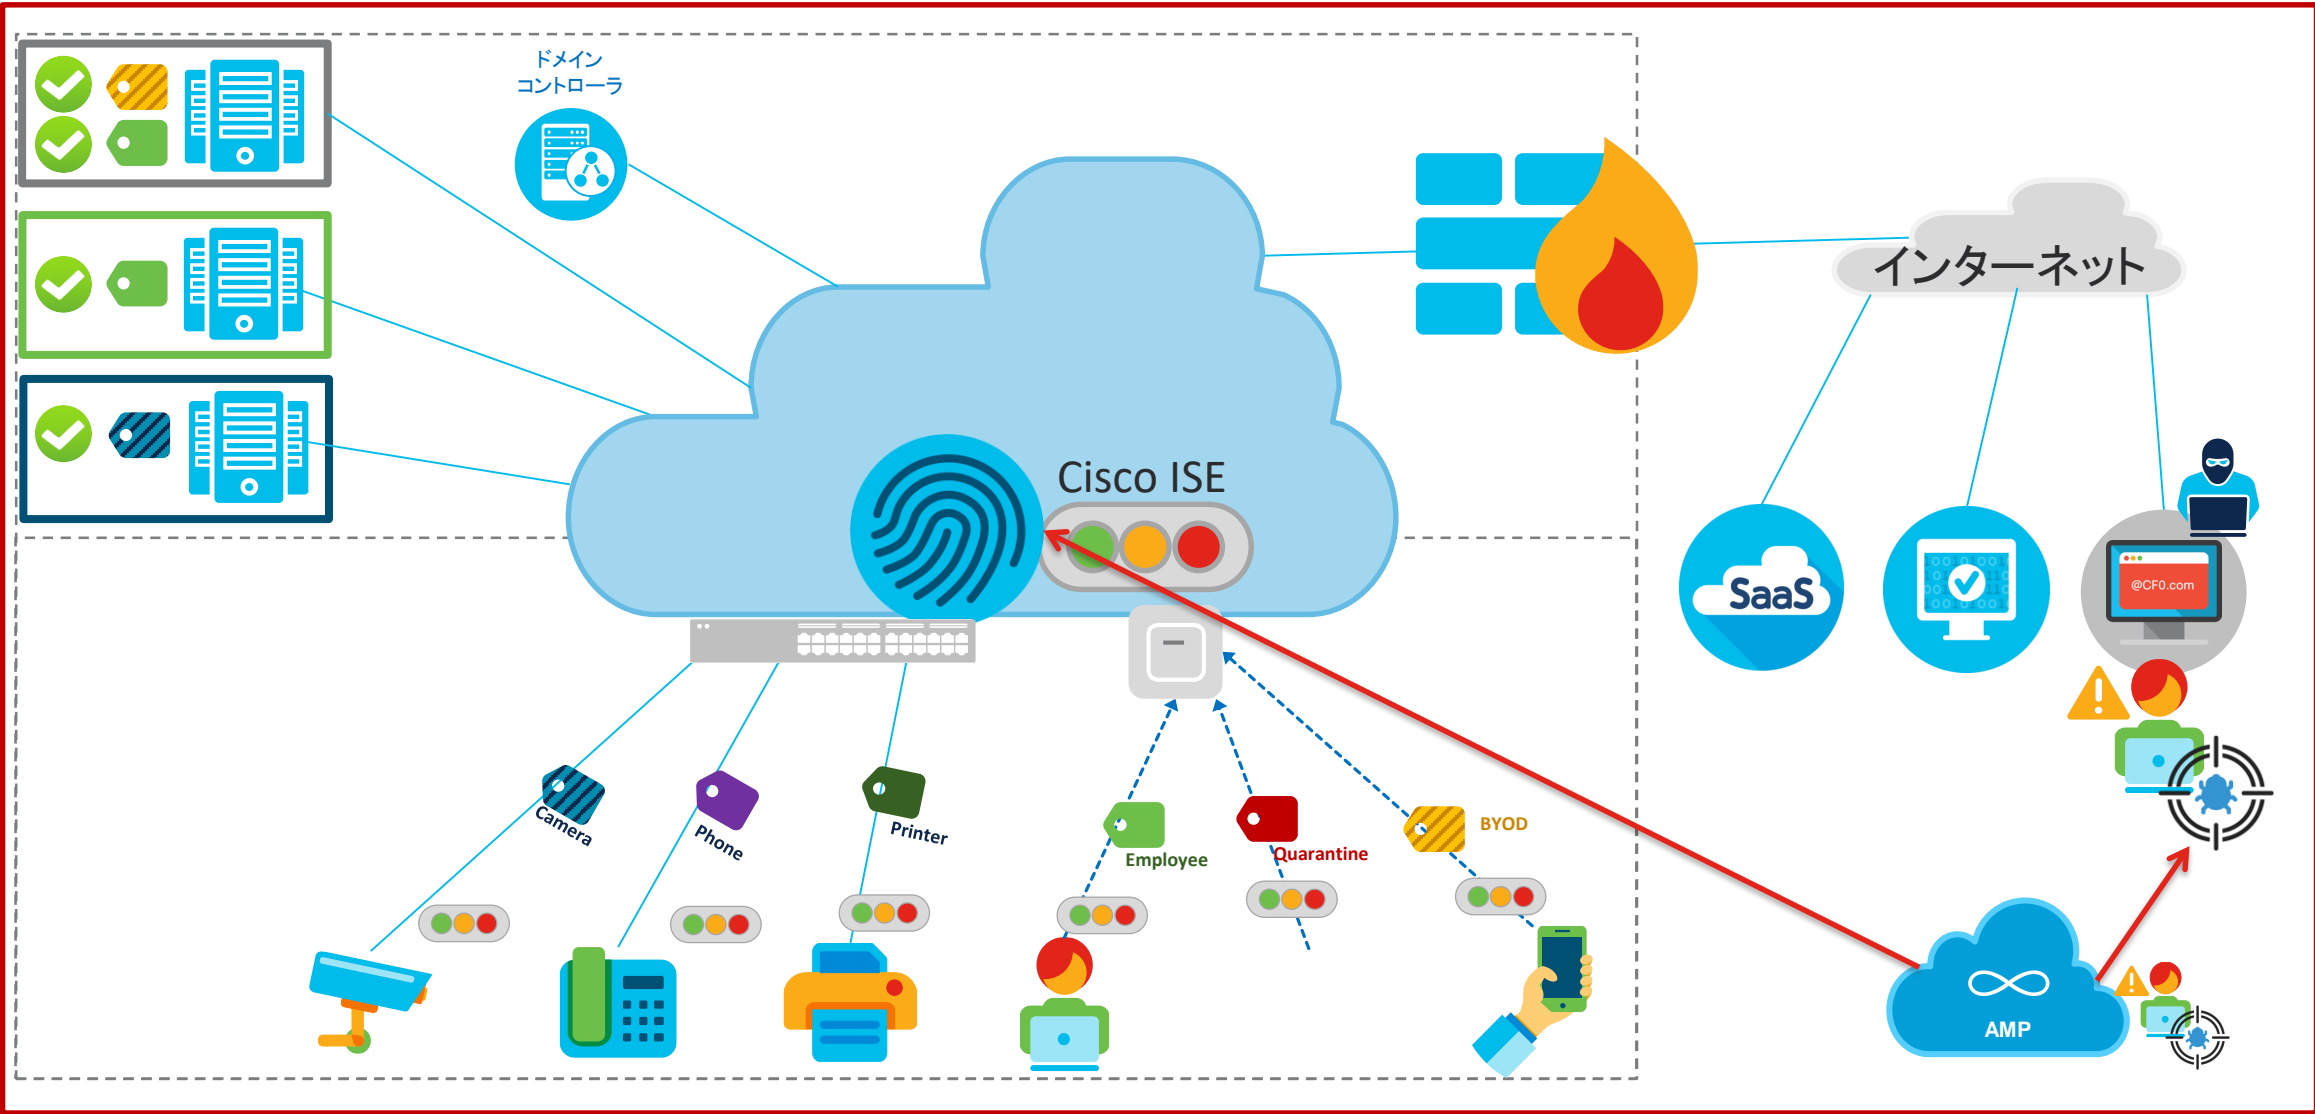 ドメイン
コントローラ
インターネット
Cisco ISE
SaaS
@CF0.com
Camera
Phone
Printer
Employee
Quarantine
BYOD
AMP